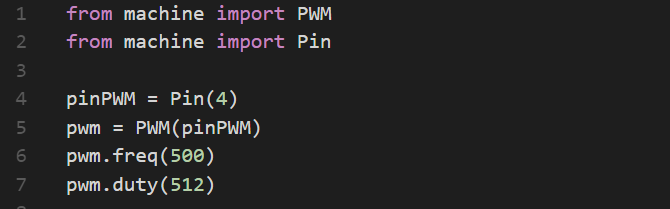 1 from machine import PWM
2 from machine import Pin
3
4 pinPWM = Pin(4)
5 pwm = PWM(pinPWM)
6 pwm.freq(500)
7 pwm.duty(512)